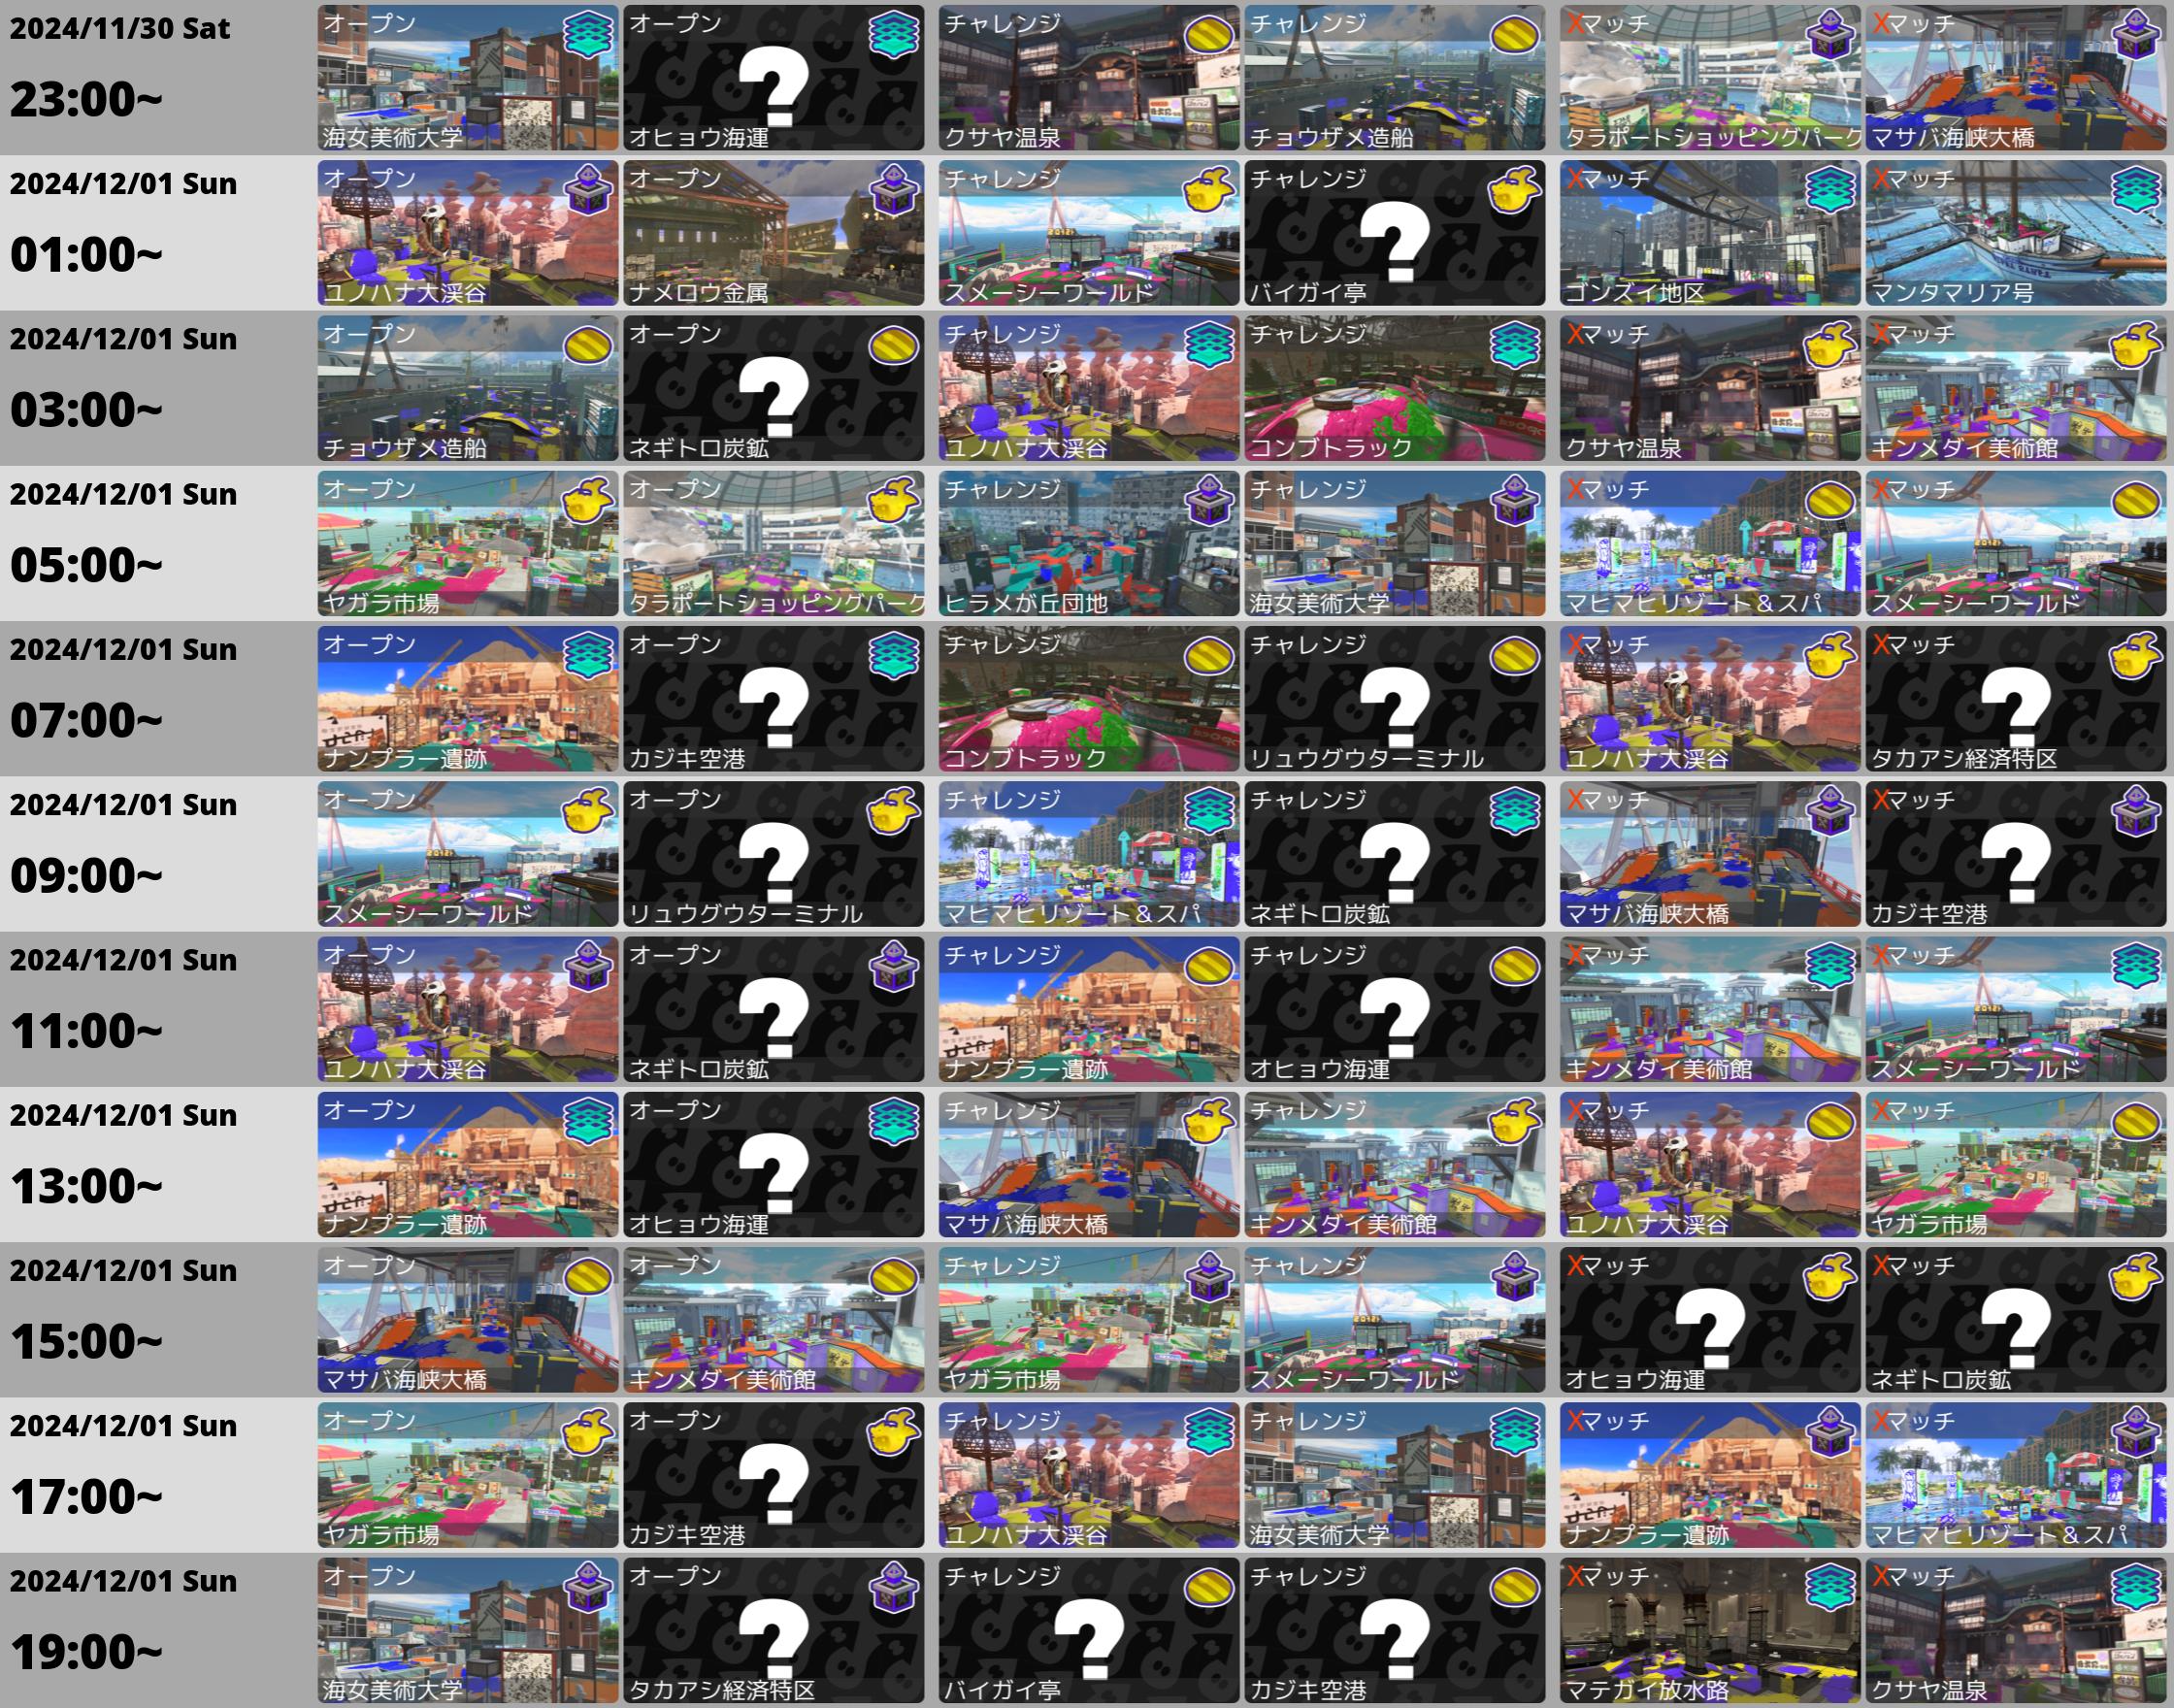 2024/11/30 Sat
23:00~
オープン
海女美術大学
オープン
オヒョウ海運
チャレンジ
クサヤ温泉
チャレンジ
チョウザメ造船
Xマッチ
タラポートショッピングパーク
Xマッチ
マサバ海峡大橋
2024/12/01 Sun
01:00~
オープン
ユノハナ大渓谷
オープン
ナメロウ金属
チャレンジ
スメーシーワールド
チャレンジ
バイガイ亭
Xマッチ
ゴンズイ地区
Xマッチ
マンタマリア号
2024/12/01 Sun
03:00~
オープン
チョウザメ造船
オープン
ネギトロ炭鉱
チャレンジ
ユノハナ大渓谷
チャレンジ
コンブトラック
Xマッチ
クサヤ温泉
Xマッチ
キンメダイ美術館
2024/12/01 Sun
05:00~
オープン
ヤガラ市場
オープン
タラポートショッピングパーク
チャレンジ
ヒラメが丘団地
チャレンジ
海女美術大学
Xマッチ
マヒマヒリゾート＆スパ
Xマッチ
スメーシーワールド
2024/12/01 Sun
07:00~
オープン
ナンプラー遺跡
オープン
カジキ空港
チャレンジ
コンブトラック
チャレンジ
リュウグウターミナル
Xマッチ
ユノハナ大渓谷
Xマッチ
タカアシ経済特区
2024/12/01 Sun
09:00~
オープン
スメーシーワールド
オープン
リュウグウターミナル
チャレンジ
マヒマヒリゾート＆スパ
チャレンジ
ネギトロ炭鉱
Xマッチ
マサバ海峡大橋
Xマッチ
カジキ空港
2024/12/01 Sun
11:00~
オープン
ユノハナ大渓谷
オープン
ネギトロ炭鉱
チャレンジ
ナンプラー遺跡
チャレンジ
オヒョウ海運
Xマッチ
キンメダイ美術館
Xマッチ
スメーシーワールド
2024/12/01 Sun
13:00~
オープン
ナンプラー遺跡
オープン
オヒョウ海運
チャレンジ
マサバ海峡大橋
チャレンジ
キンメダイ美術館
Xマッチ
ユノハナ大渓谷
Xマッチ
ヤガラ市場
2024/12/01 Sun
15:00~
オープン
マサバ海峡大橋
オープン
キンメダイ美術館
チャレンジ
ヤガラ市場
チャレンジ
スメーシーワールド
Xマッチ
オヒョウ海運
Xマッチ
ネギトロ炭鉱
2024/12/01 Sun
17:00~
オープン
ヤガラ市場
オープン
カジキ空港
チャレンジ
ユノハナ大渓谷
チャレンジ
海女美術大学
Xマッチ
ナンプラー遺跡
Xマッチ
マヒマヒリゾート＆スパ
2024/12/01 Sun
19:00~
オープン
海女美術大学
オープン
タカアシ経済特区
チャレンジ
バイガイ亭
チャレンジ
カジキ空港
Xマッチ
マテガイ放水路
Xマッチ
クサヤ温泉